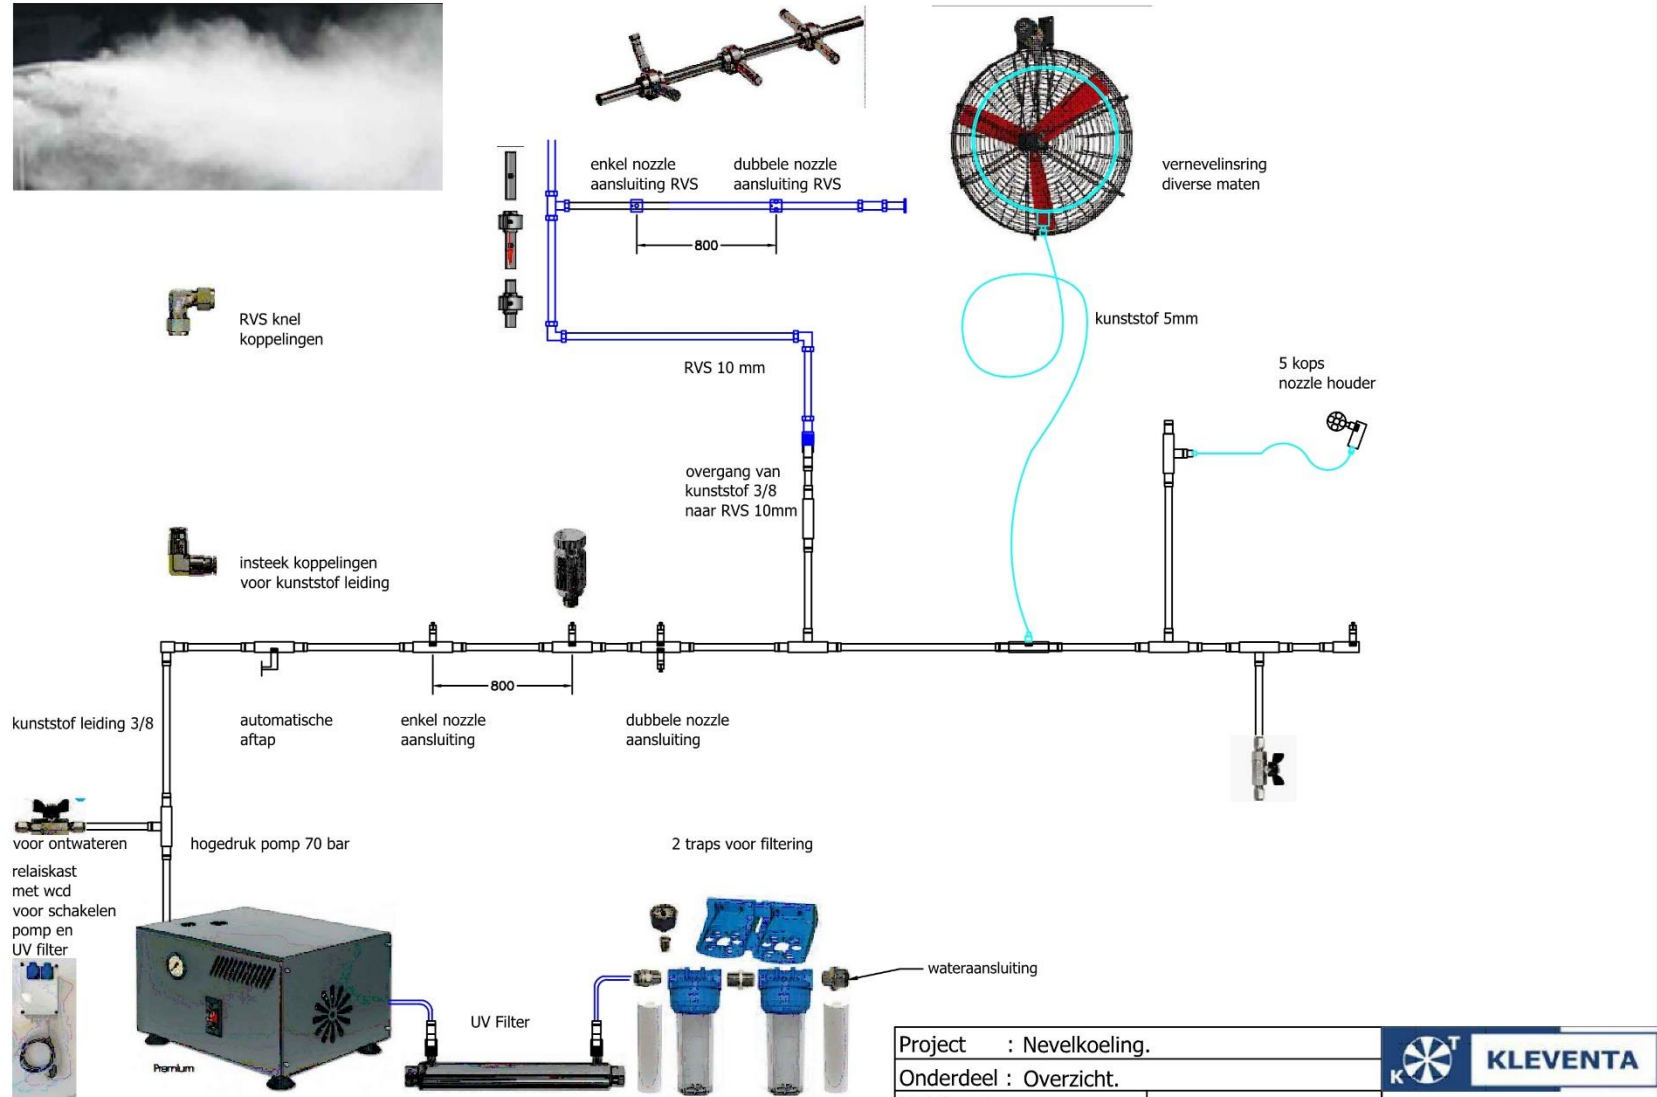 enkel nozzle
aansluiting RVS
dubbele nozzle
aansluiting RVS
800
vernevelinsring
diverse maten
RVS knel
koppelingen
kunststof 5mm
RVS 10 mm
5 kops
nozzle houder
overgang van
kunststof 3/8
naar RVS 10mm
insteek koppelingen
voor kunststof leiding
800
kunststof leiding 3/8
automatische
aftap
enkel nozzle
aansluiting
dubbele nozzle
aansluiting
voor ontwateren
hogedruk pomp 70 bar
2 traps voor filtering
relaiskast
met wcd
voor schakelen
pomp en
UV filter
wateraansluiting
UV Filter
Premium
Project : Nevelkoeling.
Onderdeel : Overzicht.
K T
KLEVENTA